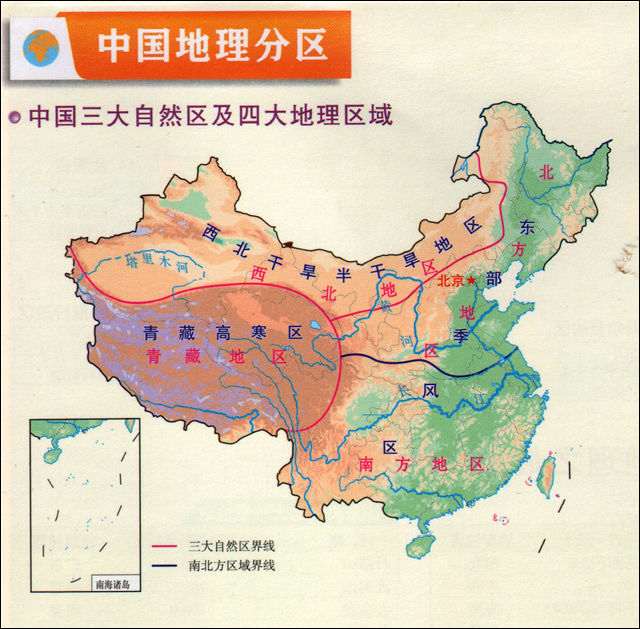 中国地理分区
中国三大自然区及四大地理区域
北方地区
东部季风区
西北干旱半干旱地区
西北地区
塔里木河
北京
黄河
青藏高寒区
青藏地区
长江
南方地区
三大自然区界线
南北方区域界线
南海诸岛